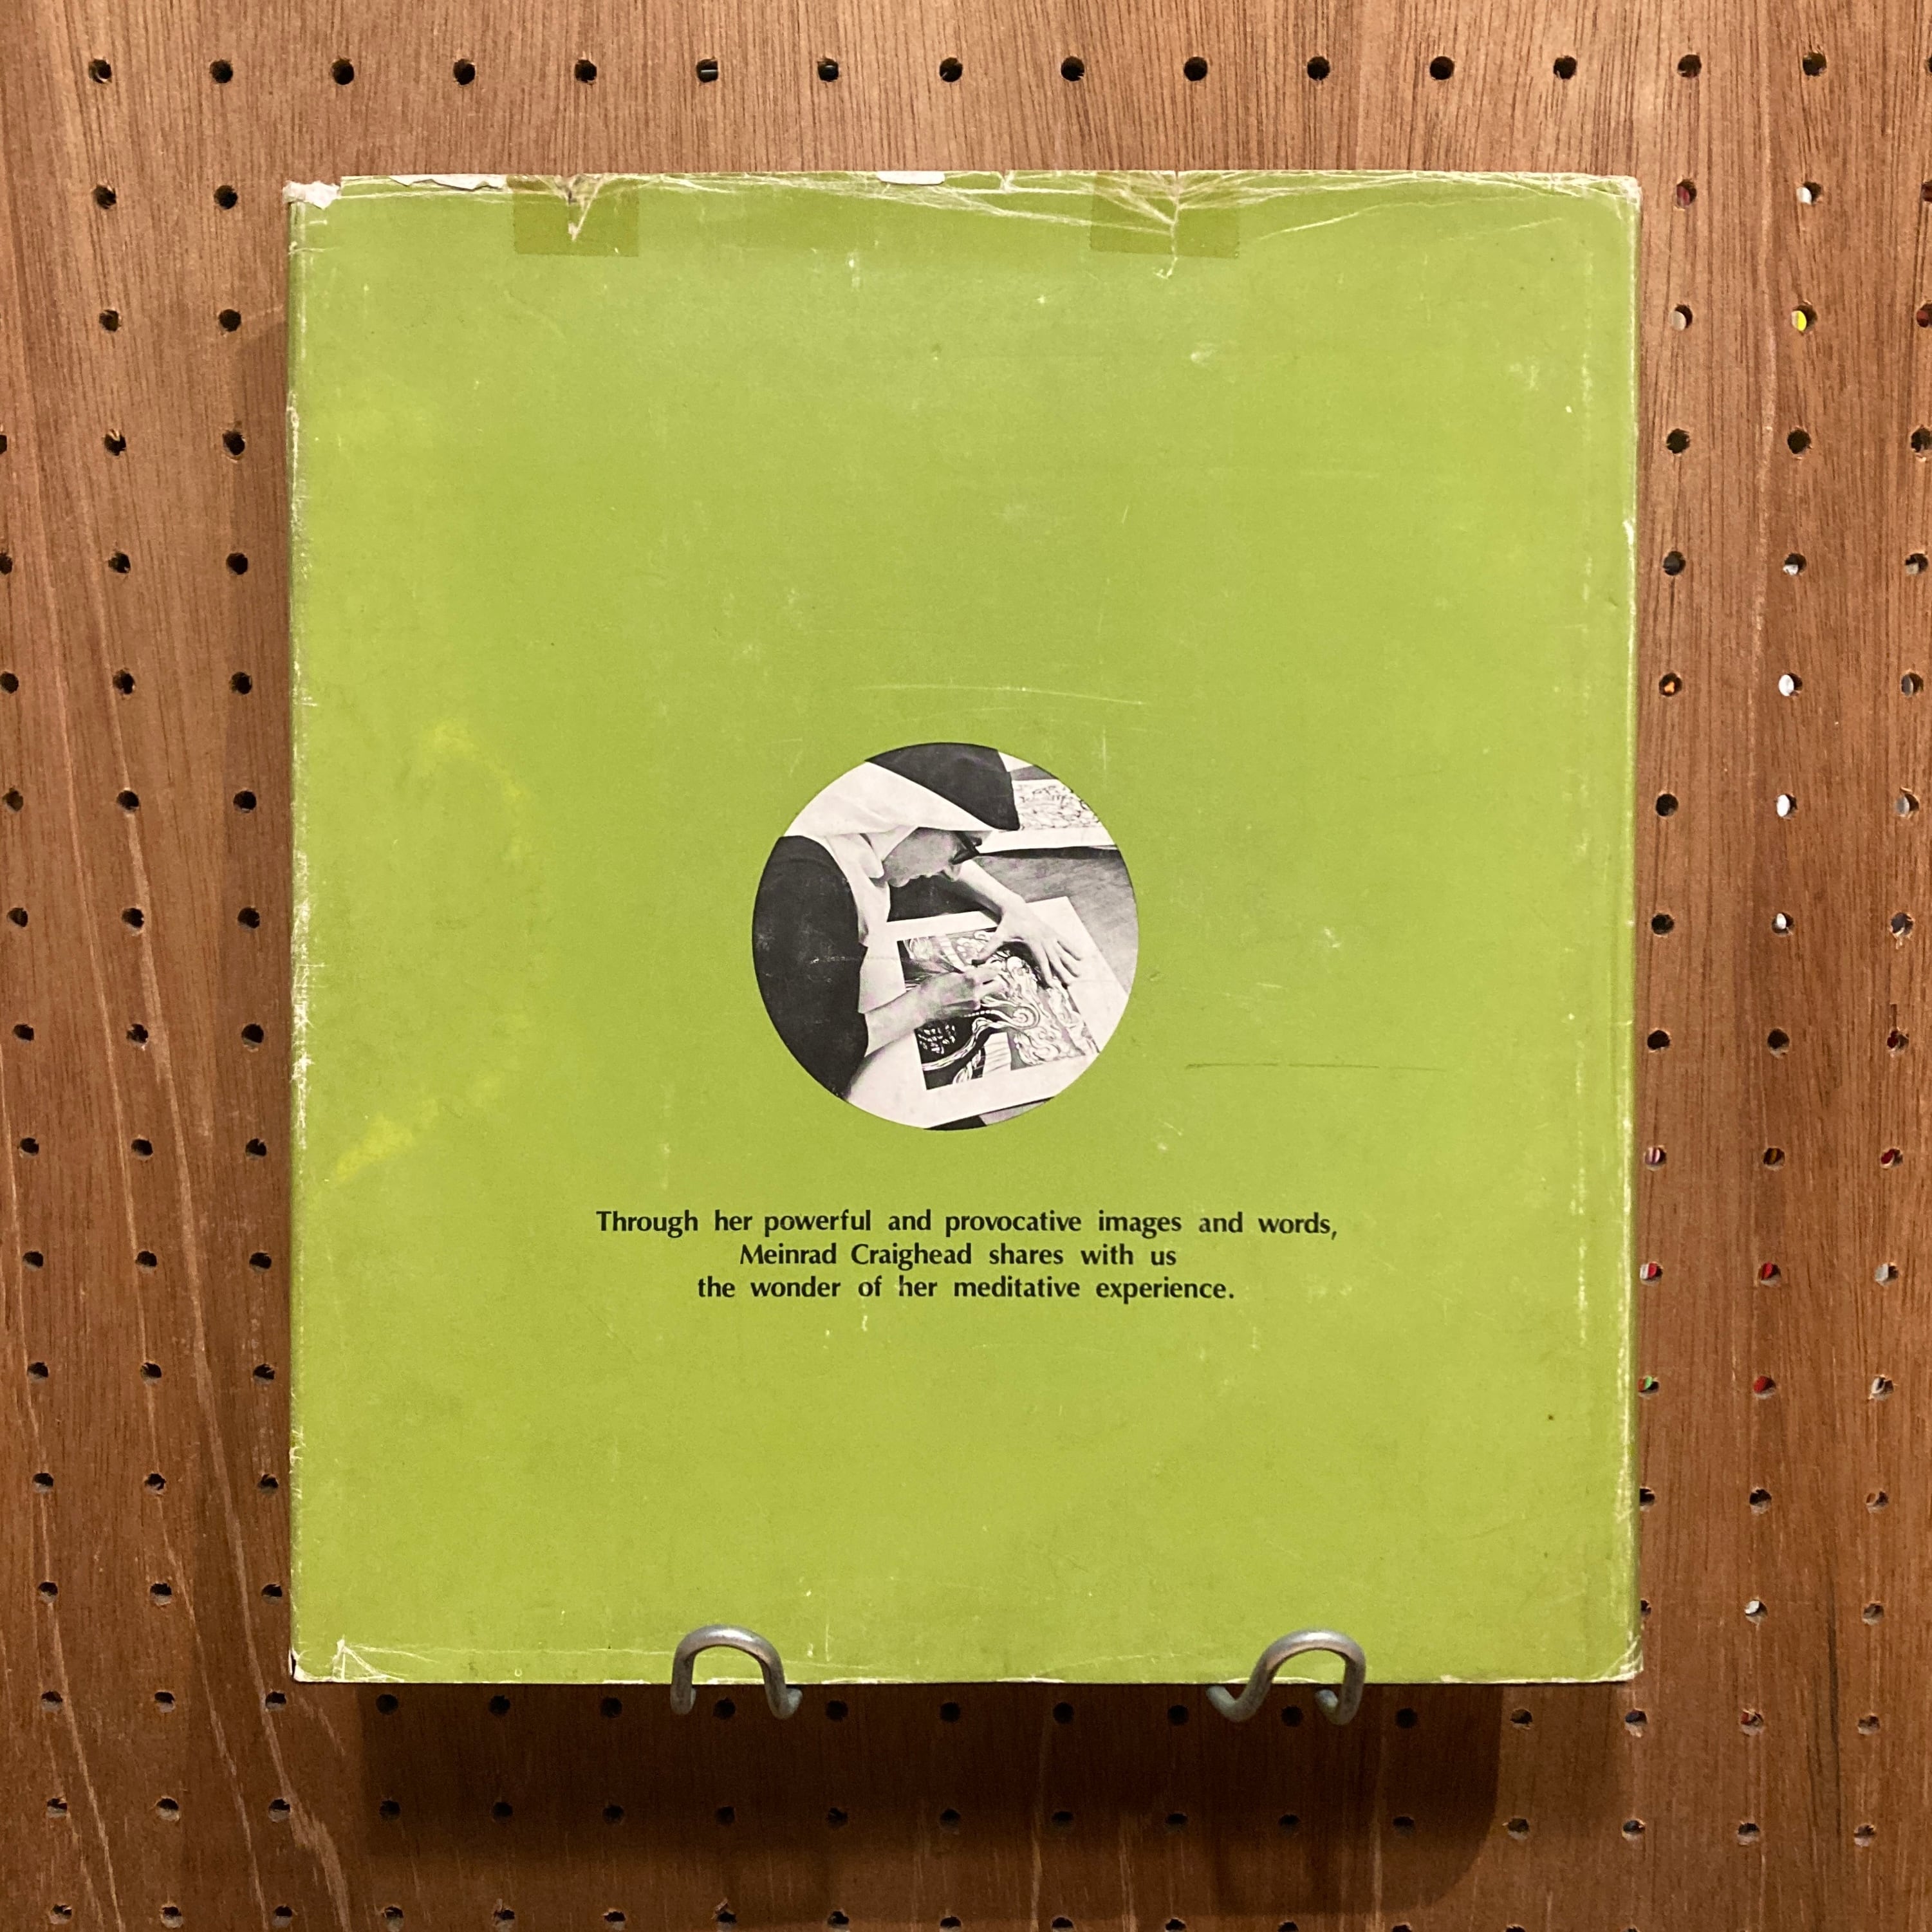 Through her powerful and provocative images and words,
Meinrad Craighead shares with us
the wonder of her meditative experience.